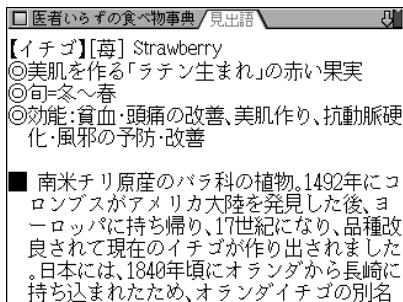 医者いらずの食べ物事典 見出語
【イチゴ】[苺] Strawberry
◎美肌を作る「ラテン生まれ」の赤い果実
◎旬=冬～春
◎効能:貧血・頭痛の改善、美肌作り、抗動脈硬
化・風邪の予防・改善
■ 南米チリ原産のバラ科の植物。1492年にコ
ロンブスがアメリカ大陸を発見した後、ヨ
ーロッパに持ち帰り、17世紀になり、品種改
良されて現在のイチゴが作り出されました
。日本には、1840年頃にオランダから長崎に
持ち込まれたため、オランダイチゴの別名